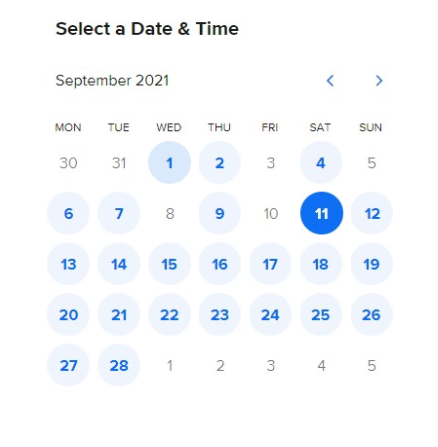 Select a Date & Time
September 2021
MON TUE WED THU FRI SAT SUN
30 31 1 2 3 4 5
6 7 8 9 10 11 12
13 14 15 16 17 18 19
20 21 22 23 24 25 26
27 28 1 2 3 4 5